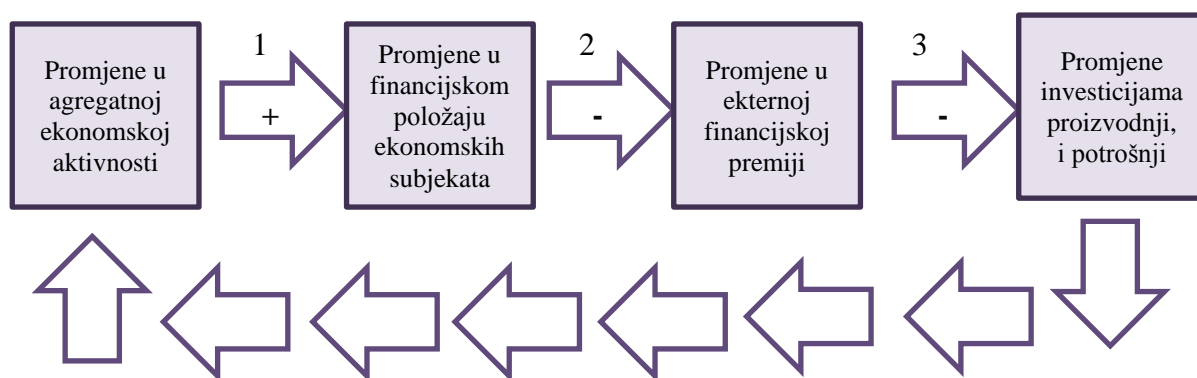 1
2
3
Promjene u
agregatnoj
ekonomskoj
aktivnosti
+
Promjene u
financijskom
položaju
ekonomskih
subjekata
-
Promjene u
ekternoj
financijskoj
premiji
-
Promjene
investicijama
proizvodnji,
i potrošnji